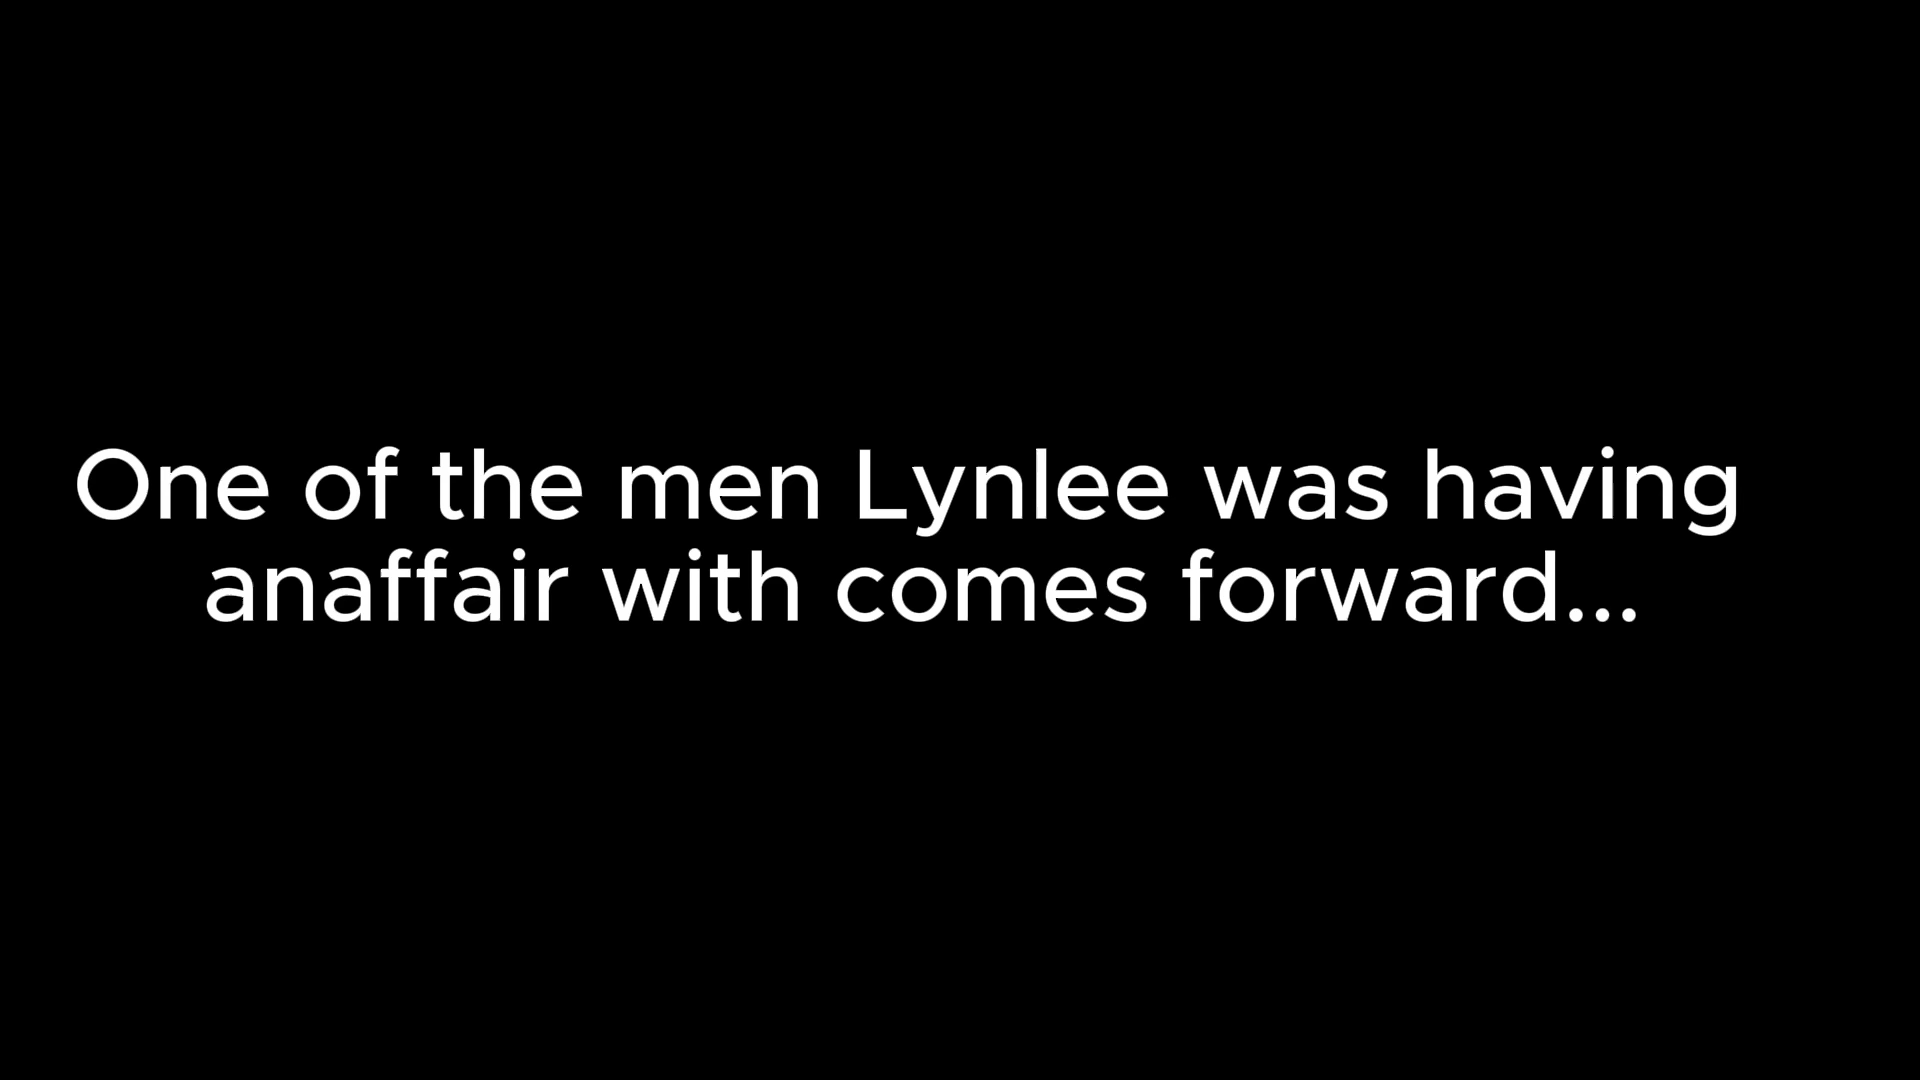 One of the men Lynlee was having
anaffair with comes forward...